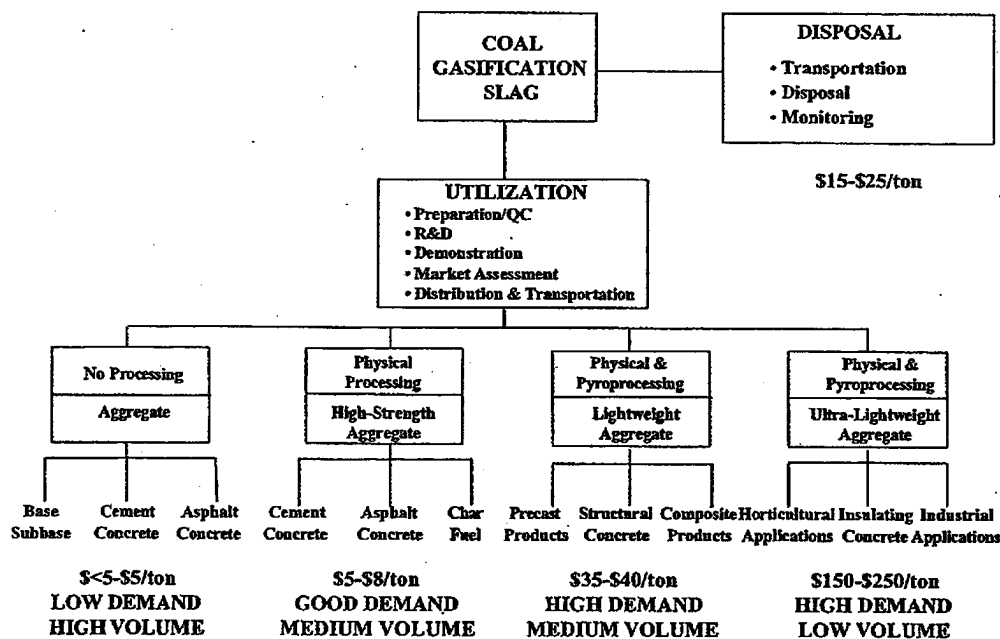 COAL
GASIFICATION
SLAG
DISPOSAL
• Transportation
• Disposal
• Monitoring
$15-$25/ton
UTILIZATION
• Preparation/QC
• R&D
• Demonstration
• Market Assessment
• Distribution & Transportation
No Processing
Aggregate
Physical
Processing
High-Strength
Aggregate
Physical &
Pyroprocessing
Lightweight
Aggregate
Physical &
Pyroprocessing
Ultra-Lightweight
Aggregate
Base
Subbase
Cement
Concrete
Asphalt
Concrete
Cement
Concrete
Asphalt
Concrete
Char
Fuel
Precast
Products
Structural
Concrete
Composite
Products
Horticultural
Applications
Insulating
Concrete
Industrial
Applications
$<5-$5/ton
LOW DEMAND
HIGH VOLUME
$5-$8/ton
GOOD DEMAND
MEDIUM VOLUME
$35-$40/ton
HIGH DEMAND
MEDIUM VOLUME
$150-$250/ton
HIGH DEMAND
LOW VOLUME